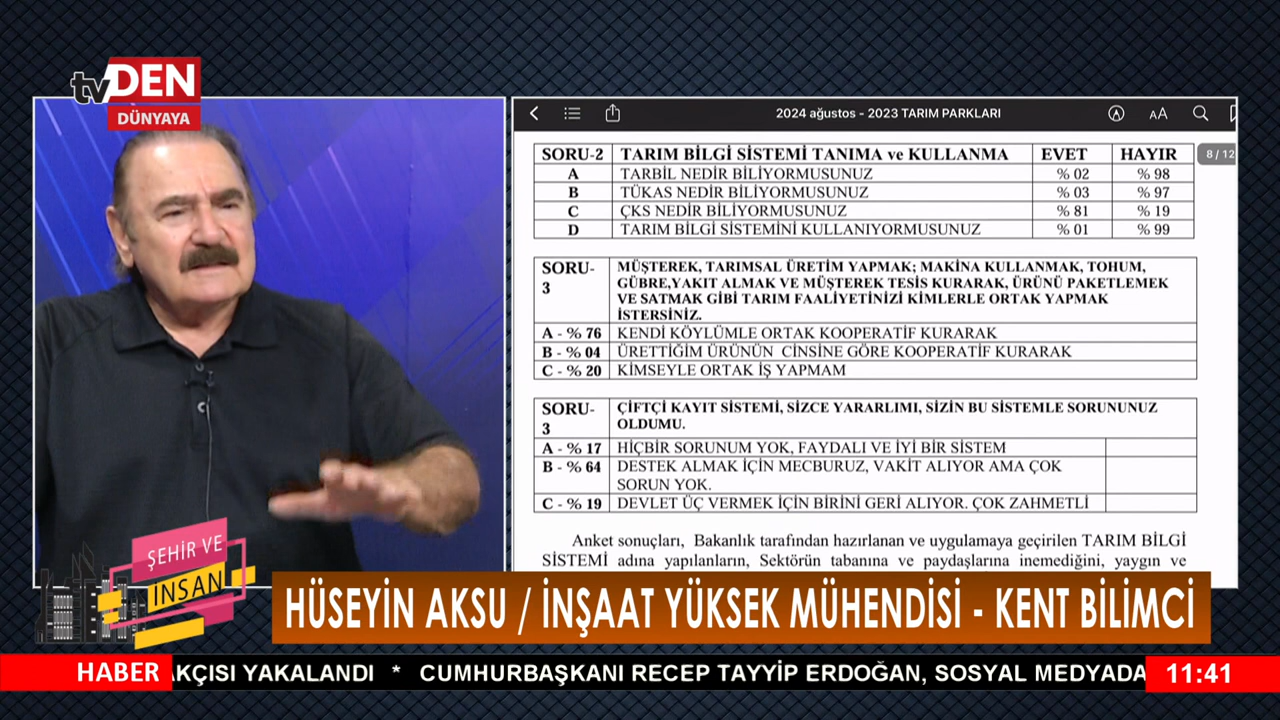 tvDEN
DÜNYAYA
2024 ağustos - 2023 TARIM PARKLARI
AA
8 / 12
SORU-2 TARIM BİLGİ SİSTEMİ TANIMA ve KULLANMA EVET HAYIR
A TARBİL NEDİR BİLİYORMUSUNUZ % 02 % 98
B TÜKAS NEDİR BİLİYORMUSUNUZ % 03 % 97
C ÇKS NEDİR BİLİYORMUSUNUZ % 81 % 19
D TARIM BİLGİ SİSTEMİNİ KULLANIYORMUSUNUZ % 01 % 99
SORU-
3
MÜŞTEREK, TARIMSAL ÜRETİM YAPMAK; MAKİNA KULLANMAK, TOHUM,
GÜBRE,YAKIT ALMAK VE MÜŞTEREK TESİS KURARAK, ÜRÜNÜ PAKETLEMEK
VE SATMAK GİBİ TARIM FAALİYETİNİZİ KİMLERLE ORTAK YAPMAK
İSTERSİNİZ.
A - % 76 KENDİ KÖYLÜMLE ORTAK KOOPERATİF KURARAK
B - % 04 ÜRETTİĞİM ÜRÜNÜN CİNSİNE GÖRE KOOPERATİF KURARAK
C - % 20 KİMSEYLE ORTAK İŞ YAPMAM
SORU-
3
ÇİFTÇİ KAYIT SİSTEMİ, SİZCE YARARLIMI, SİZİN BU SİSTEMLE SORUNUNUZ
OLDUMU.
A - % 17 HİÇBİR SORUNUM YOK, FAYDALI VE İYİ BİR SİSTEM
B - % 64 DESTEK ALMAK İÇİN MECBURUZ, VAKİT ALIYOR AMA ÇOK
SORUN YOK.
C - % 19 DEVLET ÜÇ VERMEK İÇİN BİRİNİ GERİ ALIYOR. ÇOK ZAHMETLİ
Anket sonuçları, Bakanlık tarafından hazırlanan ve uygulamaya geçirilen TARIM BİLGİ
SİSTEMİ adına yapılanların, Sektörün tabanına ve paydaşlarına inemediğini, yaygın ve
ŞEHİR VE
İNSAN
HÜSEYİN AKSU / İNŞAAT YÜKSEK MÜHENDİSİ - KENT BİLİMCİ
HABER AKÇISI YAKALANDI * CUMHURBAŞKANI RECEP TAYYİP ERDOĞAN, SOSYAL MEDYADA 11:41